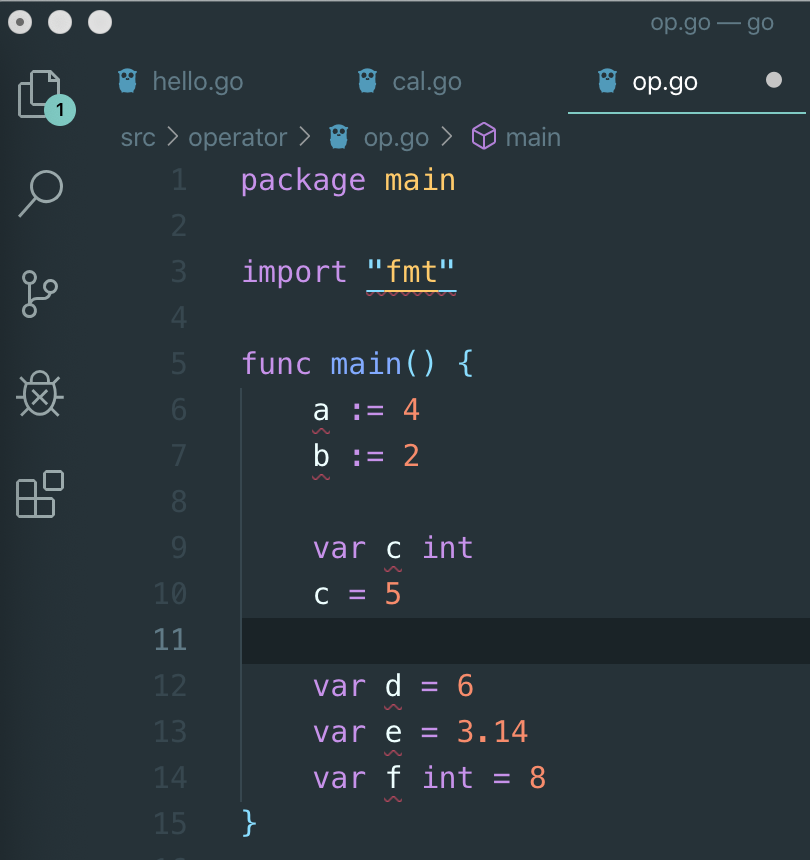 op.go — go
hello.go cal.go op.go
1
src > operator > op.go > main
1 package main
2
3 import "fmt"
4
5 func main() {
6 a := 4
7 b := 2
8
9 var c int
10 c = 5
11
12 var d = 6
13 var e = 3.14
14 var f int = 8
15 }